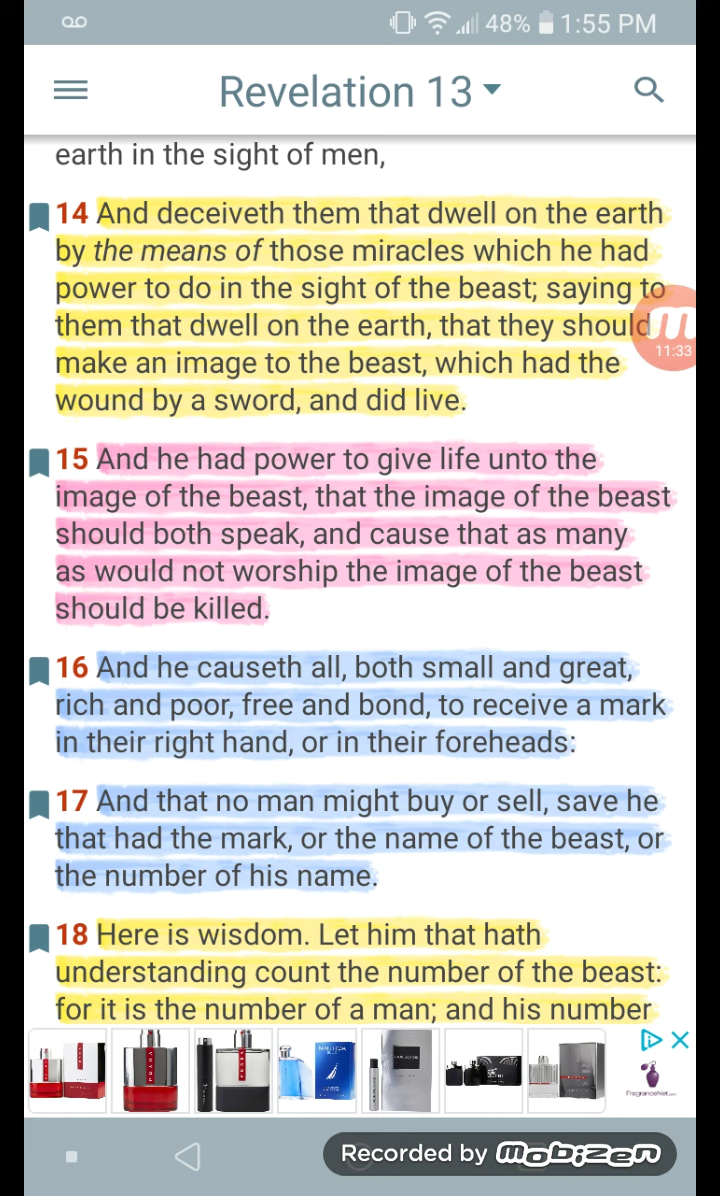 48% 1:55 PM
Revelation 13
earth in the sight of men,
14 And deceiveth them that dwell on the earth
by the means of those miracles which he had
power to do in the sight of the beast; saying to
them that dwell on the earth, that they should
make an image to the beast, which had the
wound by a sword, and did live.
m
11:33
15 And he had power to give life unto the
image of the beast, that the image of the beast
should both speak, and cause that as many
as would not worship the image of the beast
should be killed.
16 And he causeth all, both small and great,
rich and poor, free and bond, to receive a mark
in their right hand, or in their foreheads:
17 And that no man might buy or sell, save he
that had the mark, or the name of the beast, or
the number of his name.
18 Here is wisdom. Let him that hath
understanding count the number of the beast:
for it is the number of a man; and his number
PRADA
FragranceNet.com
Recorded by Mobizen